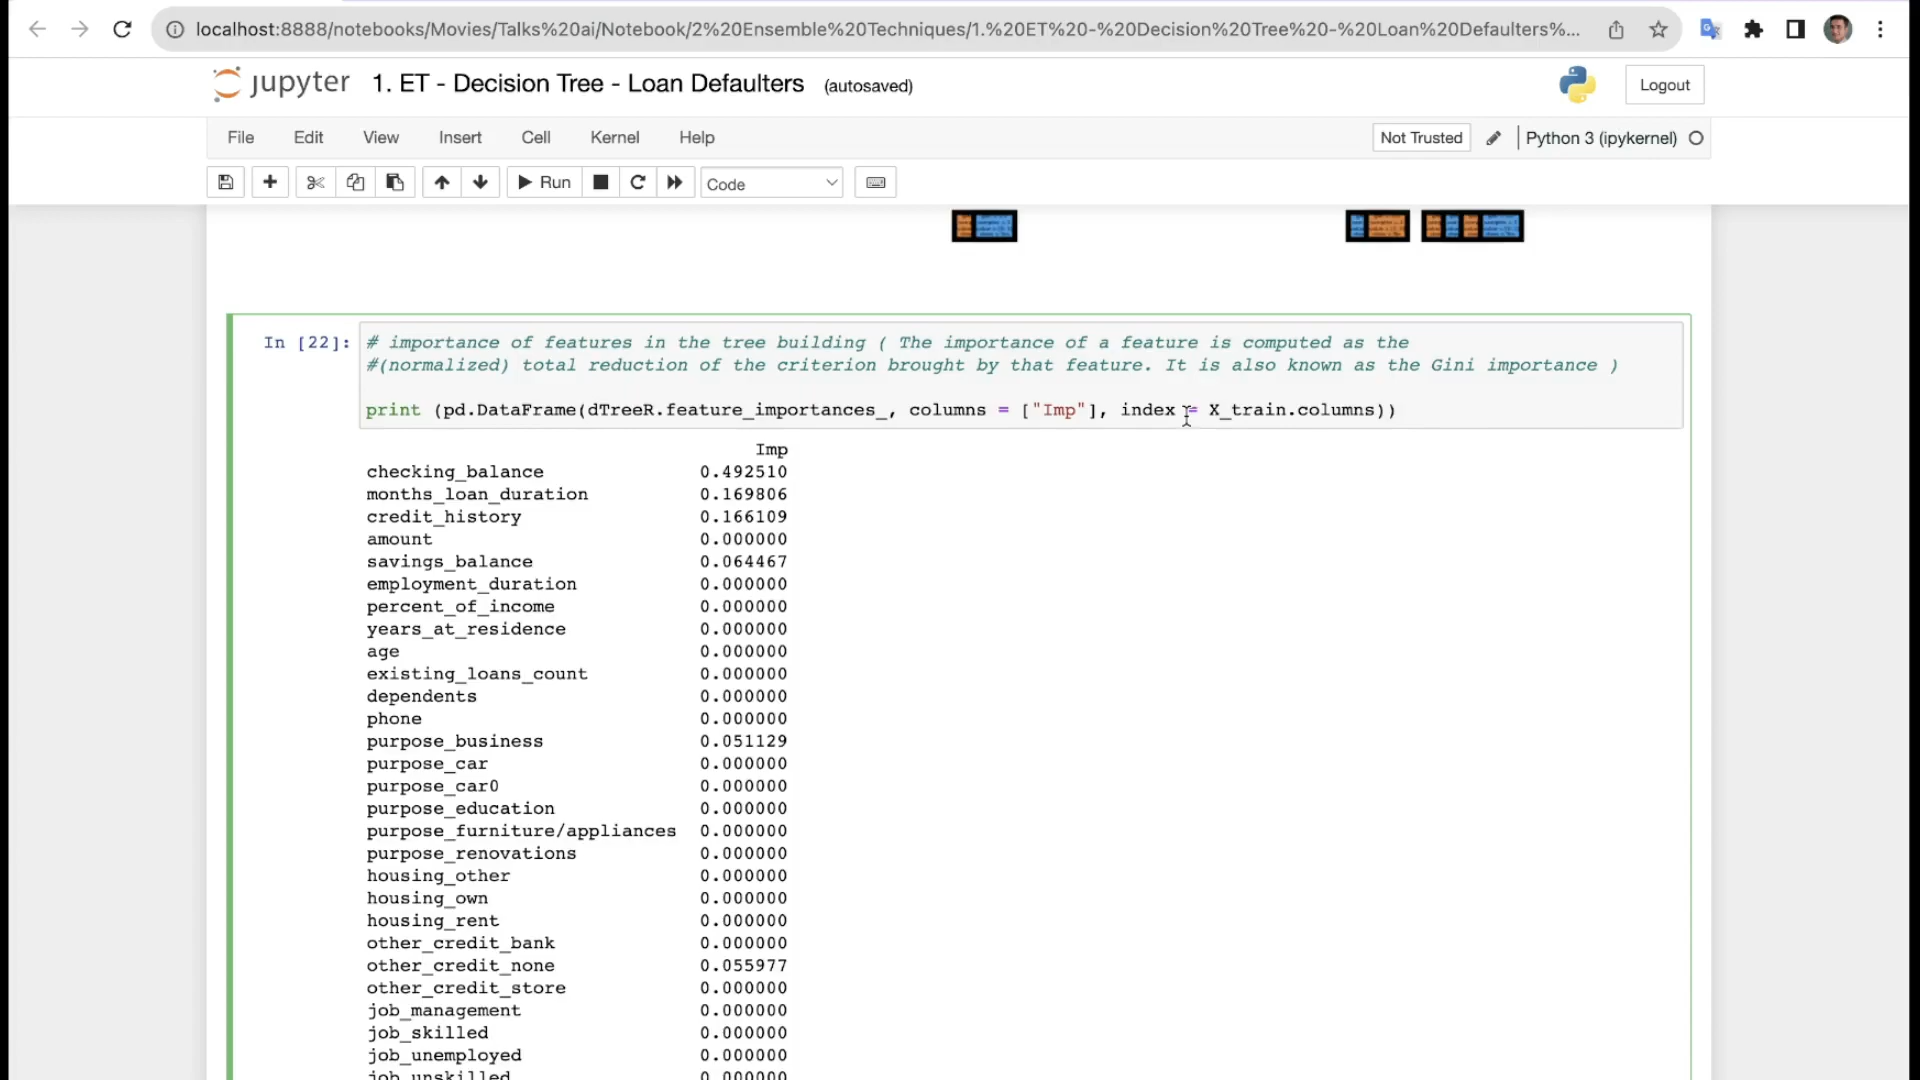 localhost:8888/notebooks/Movies/Talks%20ai/Notebook/2%20Ensemble%20Techniques/1.%20ET%20-%20Decision%20Tree%20-%20Loan%20Defaulters%...
jupyter 1. ET - Decision Tree - Loan Defaulters (autosaved) Logout
File Edit View Insert Cell Kernel Help Not Trusted Python 3 (ipykernel)
Run Code
In [22]: # importance of features in the tree building ( The importance of a feature is computed as the
#(normalized) total reduction of the criterion brought by that feature. It is also known as the Gini importance )
print (pd.DataFrame(dTreeR.feature_importances_, columns = ["Imp"], index = X_train.columns))
Imp
checking_balance 0.492510
months_loan_duration 0.169806
credit_history 0.166109
amount 0.000000
savings_balance 0.064467
employment_duration 0.000000
percent_of_income 0.000000
years_at_residence 0.000000
age 0.000000
existing_loans_count 0.000000
dependents 0.000000
phone 0.000000
purpose_business 0.051129
purpose_car 0.000000
purpose_car0 0.000000
purpose_education 0.000000
purpose_furniture/appliances 0.000000
purpose_renovations 0.000000
housing_other 0.000000
housing_own 0.000000
housing_rent 0.000000
other_credit_bank 0.000000
other_credit_none 0.055977
other_credit_store 0.000000
job_management 0.000000
job_skilled 0.000000
job_unemployed 0.000000
job_unskilled 0.000000